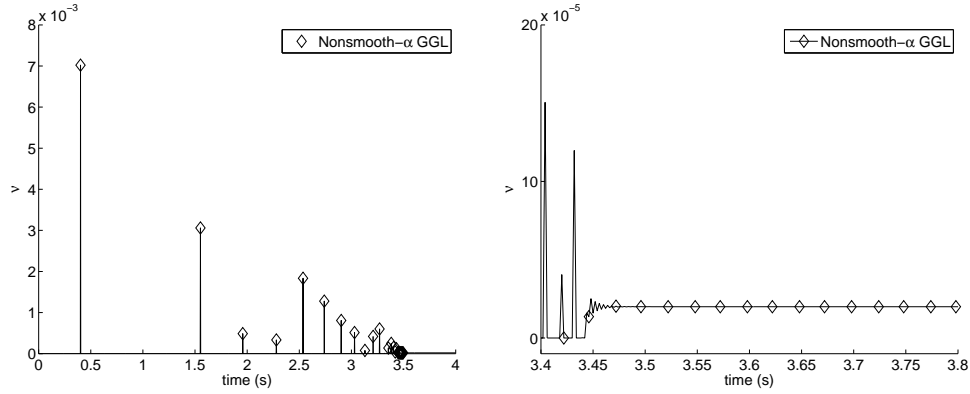 x 10⁻³
8
7
6
5
4
3
2
1
0
ν
0 0.5 1 1.5 2 2.5 3 3.5 4
time (s)
Nonsmooth−α GGL
x 10⁻⁵
20
10
0
ν
3.4 3.45 3.5 3.55 3.6 3.65 3.7 3.75 3.8
time (s)
Nonsmooth−α GGL